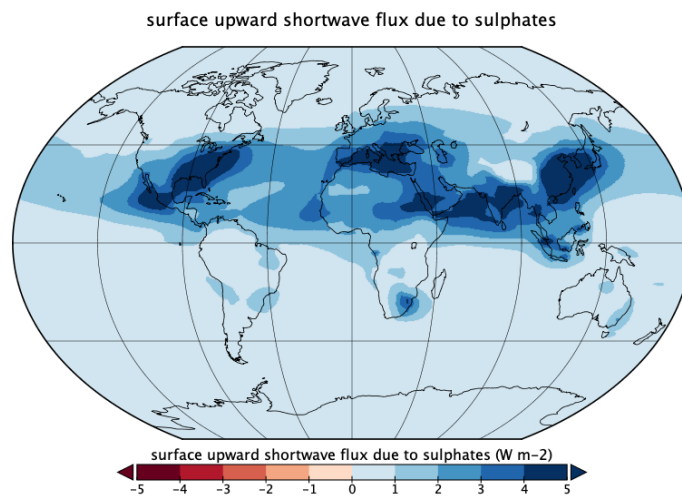 surface upward shortwave flux due to sulphates
surface upward shortwave flux due to sulphates (W m-2)
-5 -4 -3 -2 -1 0 1 2 3 4 5